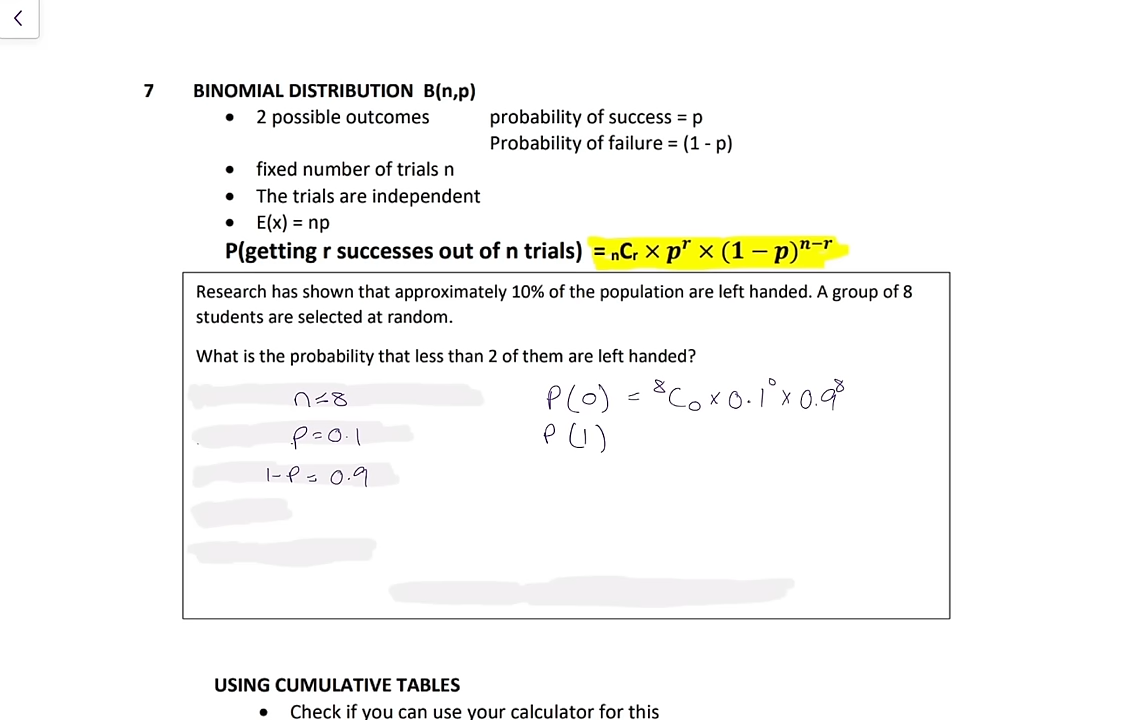 7 BINOMIAL DISTRIBUTION B(n,p)
• 2 possible outcomes probability of success = p
Probability of failure = (1 - p)
• fixed number of trials n
• The trials are independent
• E(x) = np
P(getting r successes out of n trials) = ₙCᵣ × pʳ × (1 − p)ⁿ⁻ʳ
Research has shown that approximately 10% of the population are left handed. A group of 8
students are selected at random.
What is the probability that less than 2 of them are left handed?
n=8 P(0) = ⁸C₀ × 0.1⁰ × 0.9⁸
p=0.1 P(1)
1-p= 0.9
USING CUMULATIVE TABLES
• Check if you can use your calculator for this